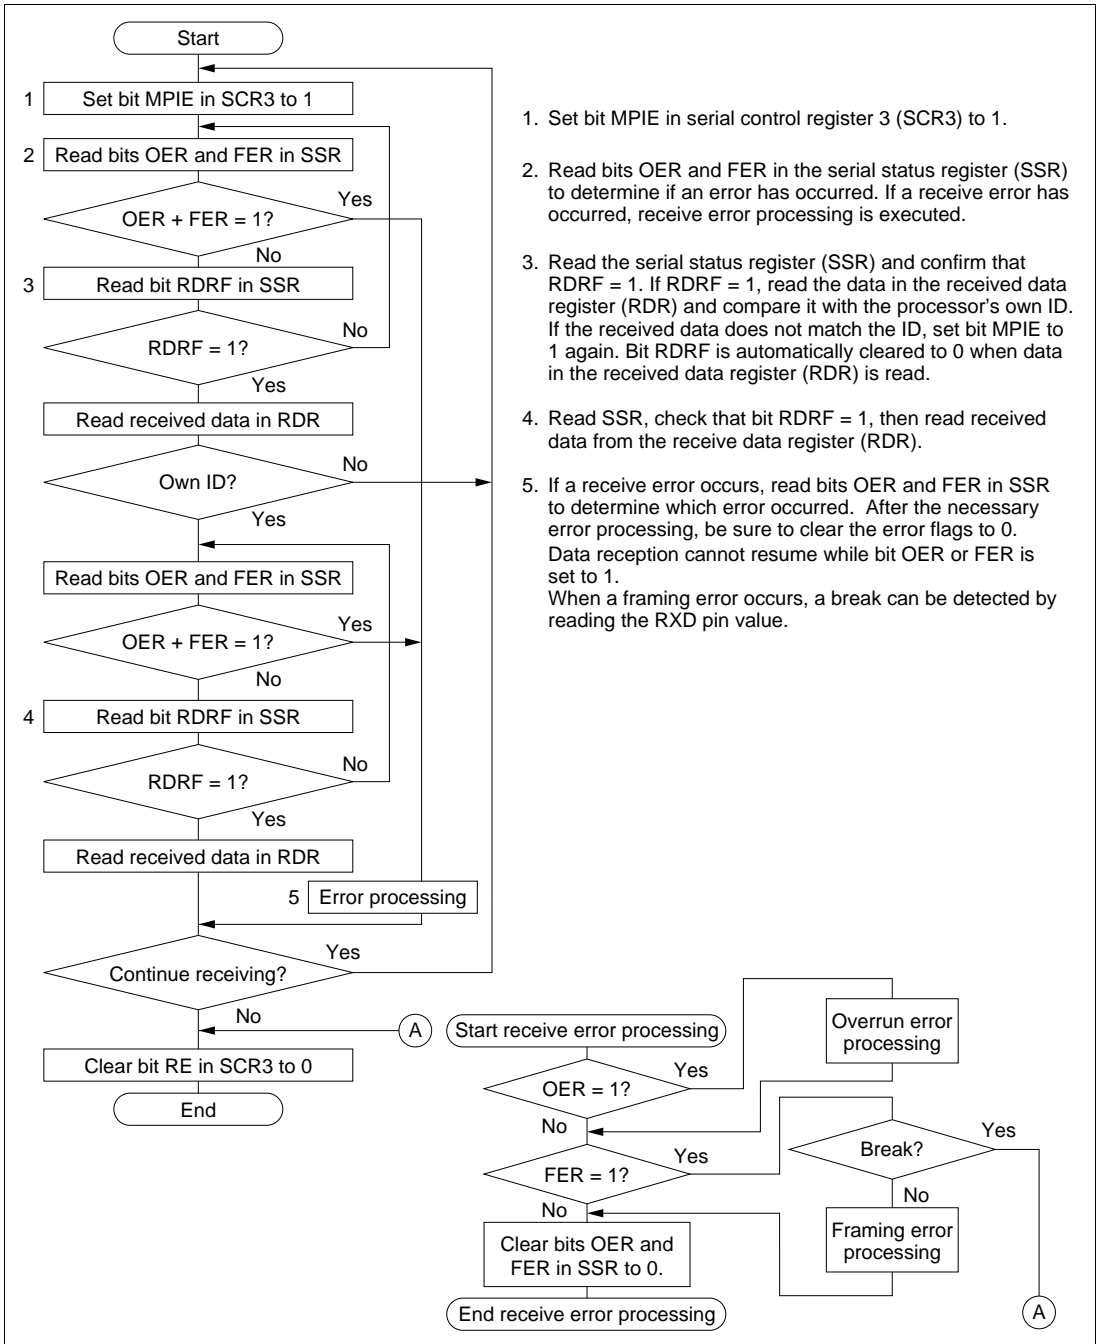 Start
1 Set bit MPIE in SCR3 to 1
2 Read bits OER and FER in SSR
Yes
OER + FER = 1?
No
3 Read bit RDRF in SSR
No
RDRF = 1?
Yes
Read received data in RDR
No
Own ID?
Yes
Read bits OER and FER in SSR
Yes
OER + FER = 1?
No
4 Read bit RDRF in SSR
No
RDRF = 1?
Yes
Read received data in RDR
5 Error processing
Yes
Continue receiving?
No
A
Clear bit RE in SCR3 to 0
End
1. Set bit MPIE in serial control register 3 (SCR3) to 1.
2. Read bits OER and FER in the serial status register (SSR)
to determine if an error has occurred. If a receive error has
occurred, receive error processing is executed.
3. Read the serial status register (SSR) and confirm that
RDRF = 1. If RDRF = 1, read the data in the received data
register (RDR) and compare it with the processor's own ID.
If the received data does not match the ID, set bit MPIE to
1 again. Bit RDRF is automatically cleared to 0 when data
in the received data register (RDR) is read.
4. Read SSR, check that bit RDRF = 1, then read received
data from the receive data register (RDR).
5. If a receive error occurs, read bits OER and FER in SSR
to determine which error occurred. After the necessary
error processing, be sure to clear the error flags to 0.
Data reception cannot resume while bit OER or FER is
set to 1.
When a framing error occurs, a break can be detected by
reading the RXD pin value.
Start receive error processing
Yes
OER = 1?
No
Overrun error
processing
Yes
FER = 1?
No
Yes
Break?
No
Framing error
processing
Clear bits OER and
FER in SSR to 0.
End receive error processing
A